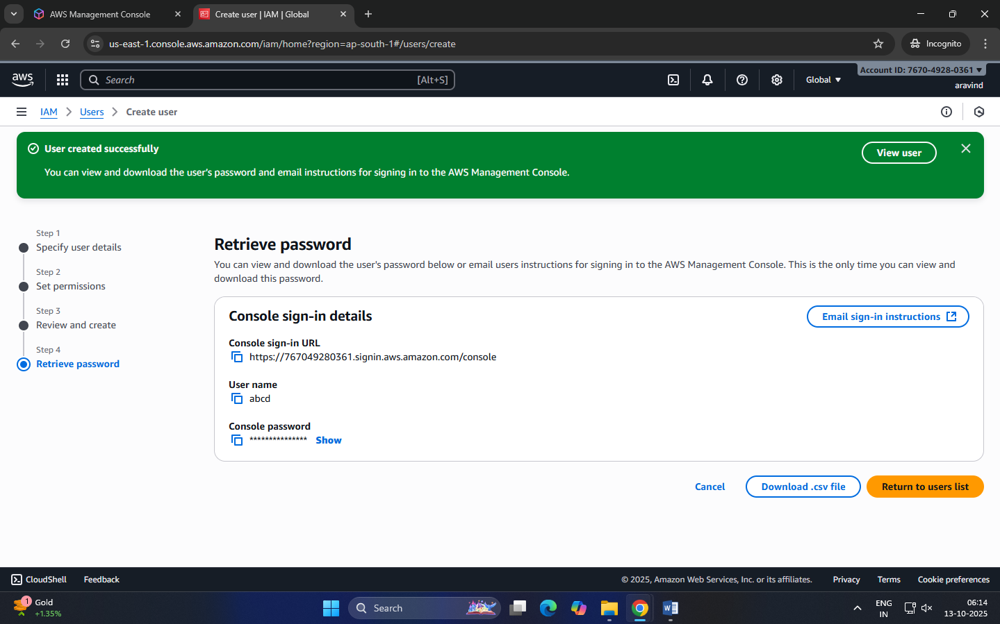 AWS Management Console
Create user | IAM | Global
us-east-1.console.aws.amazon.com/iam/home?region=ap-south-1#/users/create
Incognito
aws
Search
[Alt+S]
Global
Account ID: 7670-4928-0361
aravind
IAM
Users
Create user
User created successfully
You can view and download the user's password and email instructions for signing in to the AWS Management Console.
View user
Step 1
Specify user details
Step 2
Set permissions
Step 3
Review and create
Step 4
Retrieve password
Retrieve password
You can view and download the user's password below or email users instructions for signing in to the AWS Management Console. This is the only time you can view and
download this password.
Console sign-in details
Email sign-in instructions
Console sign-in URL
https://767049280361.signin.aws.amazon.com/console
User name
abcd
Console password
*************** Show
Cancel
Download .csv file
Return to users list
CloudShell
Feedback
© 2025, Amazon Web Services, Inc. or its affiliates.
Privacy
Terms
Cookie preferences
1
Gold
+1.35%
Search
W
ENG
IN
06:14
13-10-2025